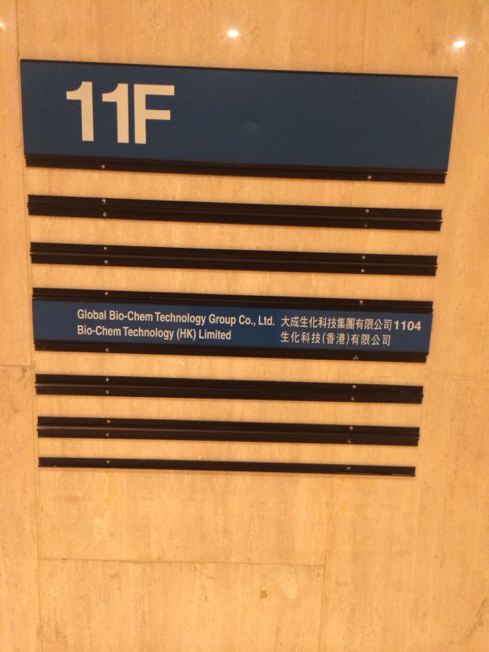 11F
Global Bio-Chem Technology Group Co., Ltd. 大成生化科技集團有限公司 1104
Bio-Chem Technology (HK) Limited 生化科技(香港)有限公司